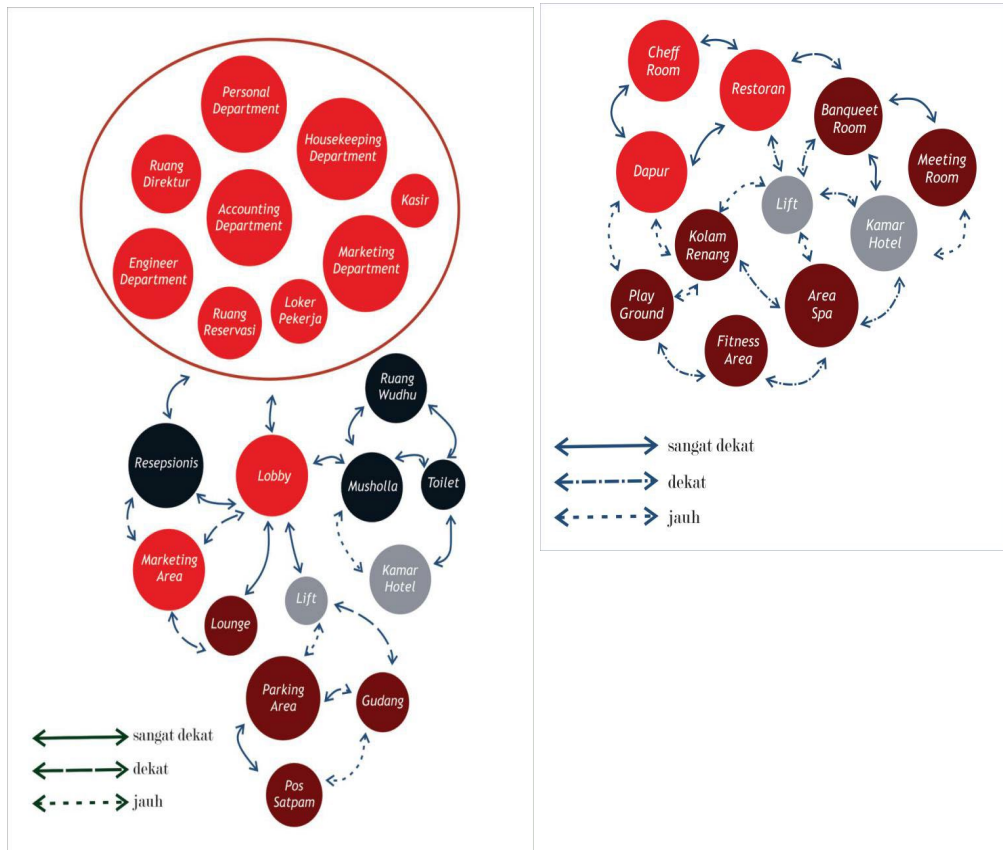 Personal
Department
Housekeeping
Department
Ruang
Direktur
Kasir
Accounting
Department
Marketing
Department
Engineer
Department
Loker
Pekerja
Ruang
Reservasi
Ruang
Wudhu
Resepsionis
Lobby
Musholla
Toilet
Marketing
Area
Kamar
Hotel
Lift
Lounge
Parking
Area
Gudang
Pos
Satpam
sangat dekat
dekat
jauh
Cheff
Room
Restoran
Banqueet
Room
Meeting
Room
Dapur
Lift
Kamar
Hotel
Kolam
Renang
Play
Ground
Area
Spa
Fitness
Area
sangat dekat
dekat
jauh